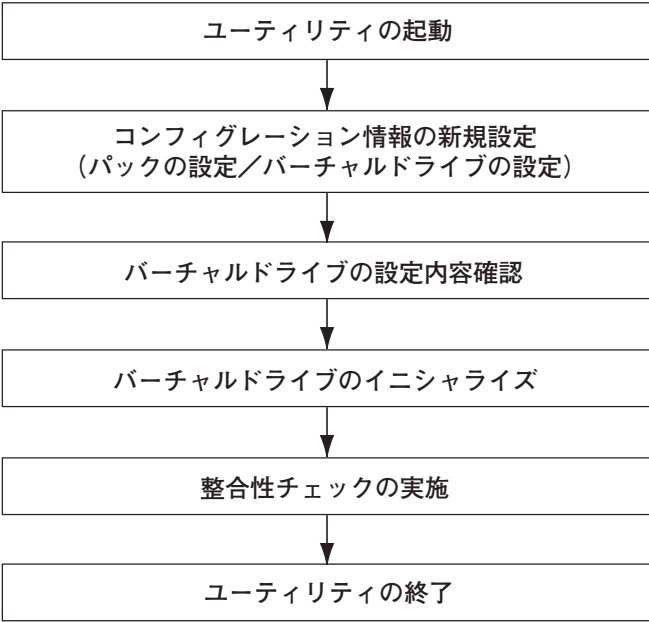 ユーティリティの起動
コンフィグレーション情報の新規設定
（パックの設定／バーチャルドライブの設定）
バーチャルドライブの設定内容確認
バーチャルドライブのイニシャライズ
整合性チェックの実施
ユーティリティの終了